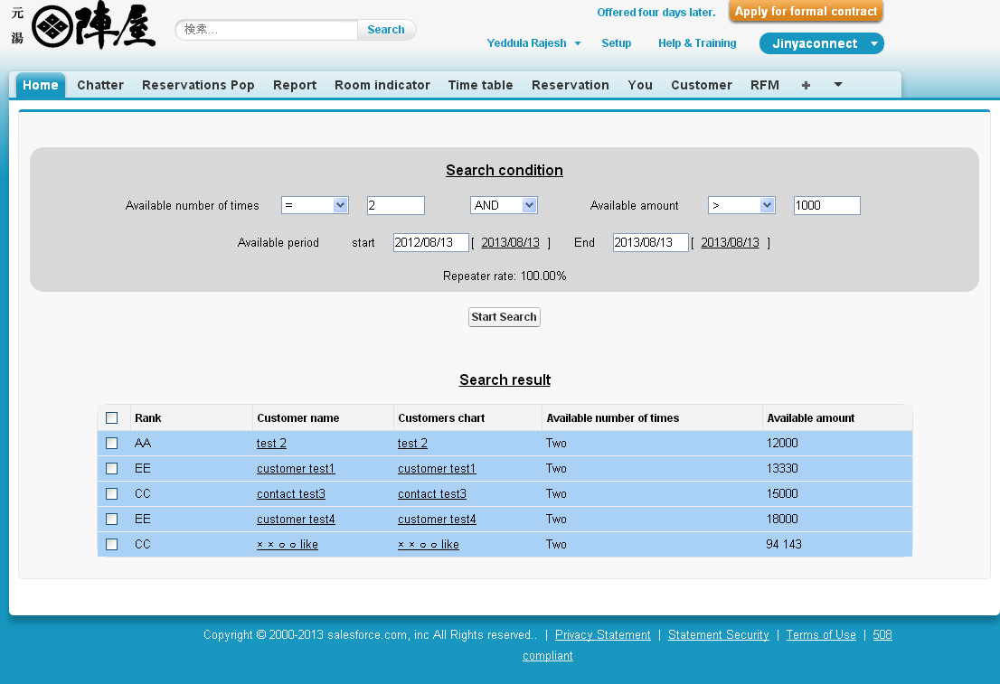 元湯 陣屋
検索...
Search
Offered four days later.
Apply for formal contract
Yeddula Rajesh
Setup
Help & Training
Jinyaconnect
Home Chatter Reservations Pop Report Room indicator Time table Reservation You Customer RFM +
Search condition
Available number of times = 2 AND Available amount > 1000
Available period start 2012/08/13 [ 2013/08/13 ] End 2013/08/13 [ 2013/08/13 ]
Repeater rate: 100.00%
Start Search
Search result
Rank Customer name Customers chart Available number of times Available amount
AA test 2 test 2 Two 12000
EE customer test1 customer test1 Two 13330
CC contact test3 contact test3 Two 15000
EE customer test4 customer test4 Two 18000
CC × × ○ ○ like × × ○ ○ like Two 94 143
Copyright © 2000-2013 salesforce.com, inc All Rights reserved.. | Privacy Statement | Statement Security | Terms of Use | 508
compliant